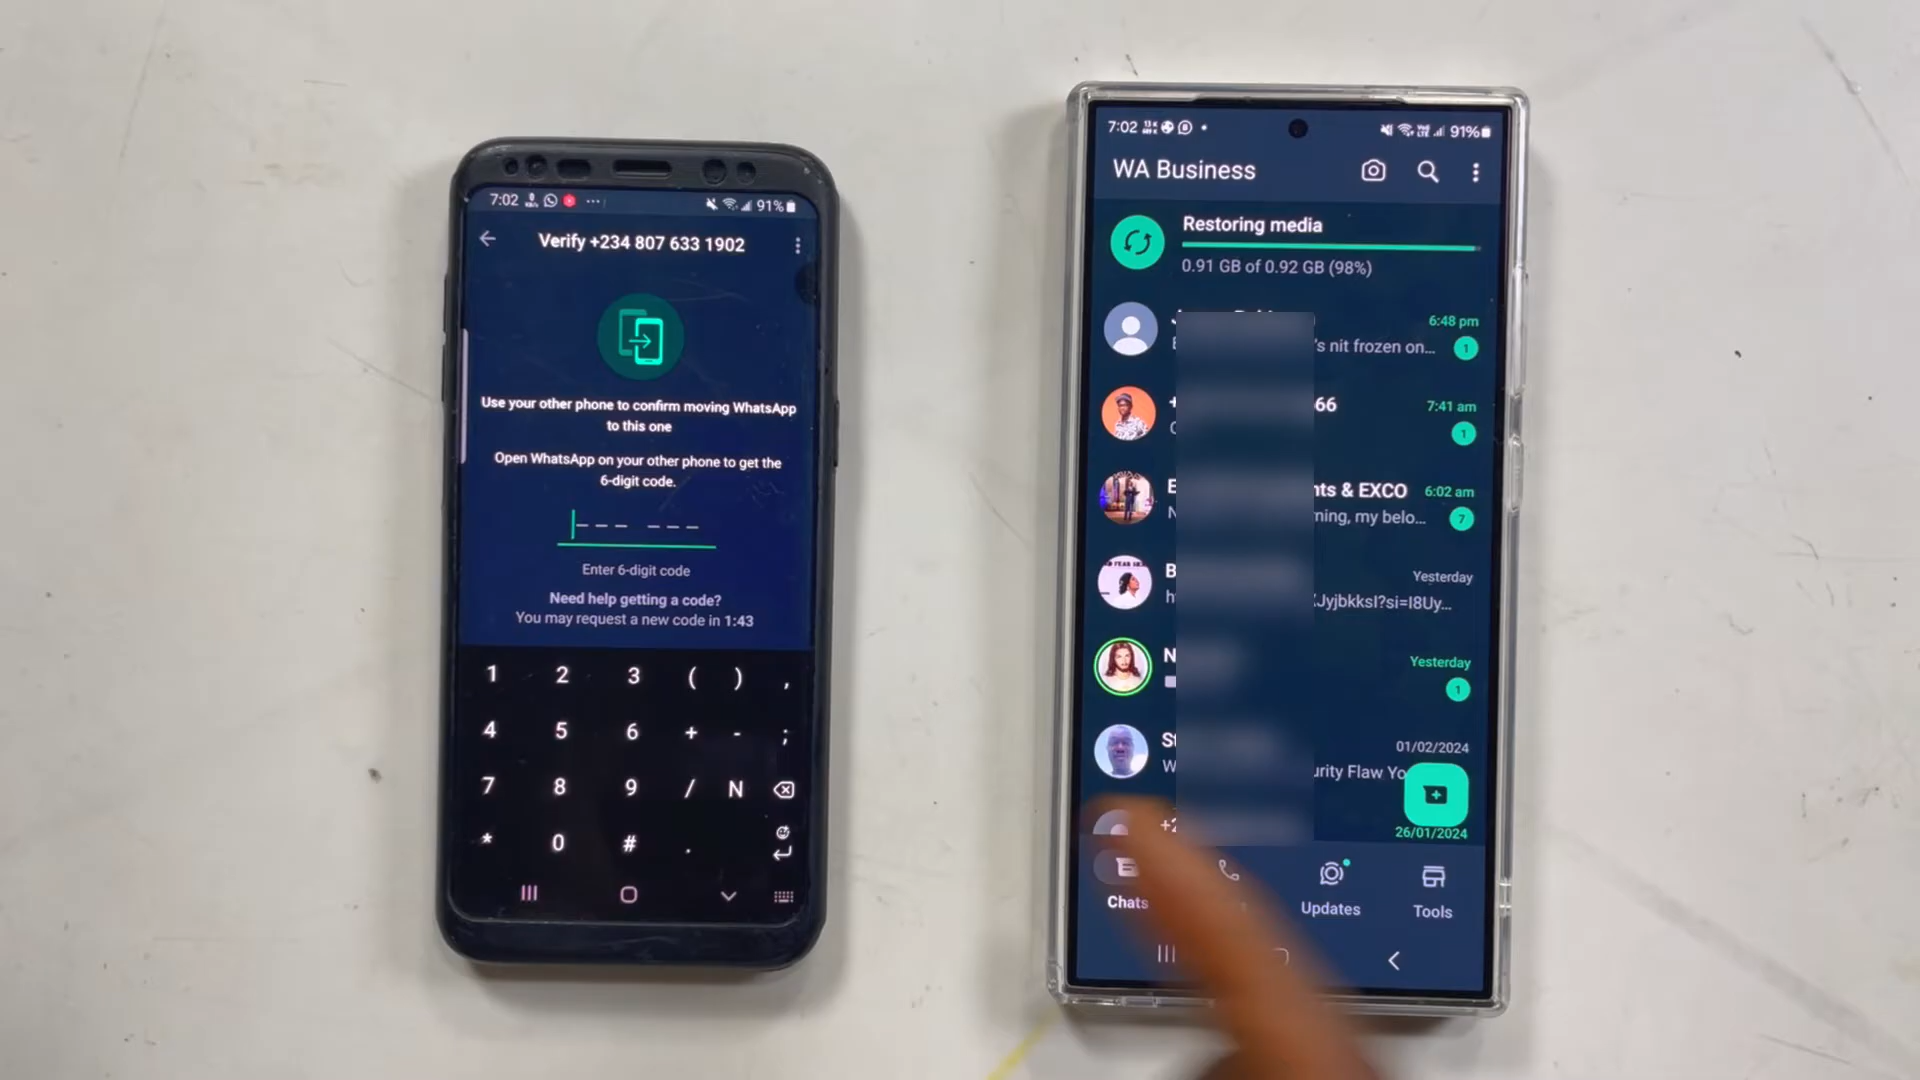 7:02
91%
Verify +234 807 633 1902
Use your other phone to confirm moving WhatsApp
to this one
Open WhatsApp on your other phone to get the
6-digit code.
Enter 6-digit code
Need help getting a code?
You may request a new code in 1:43
1 2 3 ( ) ,
4 5 6 + - ;
7 8 9 / N
* 0 # .
7:02
91%
WA Business
Restoring media
0.91 GB of 0.92 GB (98%)
6:48 pm
's nit frozen on... 1
66 7:41 am
1
nts & EXCO 6:02 am
ning, my belo... 7
B Yesterday
JyjbkksI?si=I8Uy...
N Yesterday
1
St 01/02/2024
W urity Flaw Yo
26/01/2024
Chats
Updates
Tools